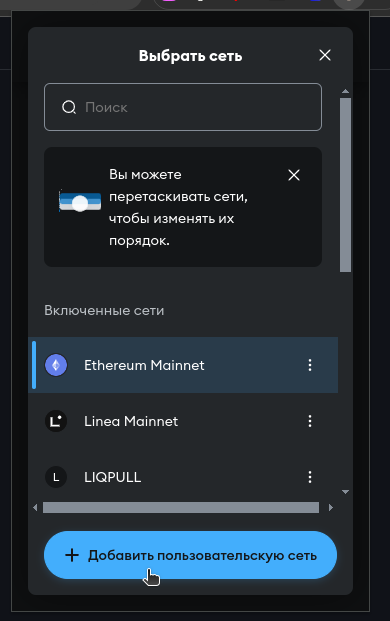 Выбрать сеть
Поиск
Вы можете
перетаскивать сети,
чтобы изменять их
порядок.
Включенные сети
Ethereum Mainnet
Linea Mainnet
L LIQPULL
Добавить пользовательскую сеть